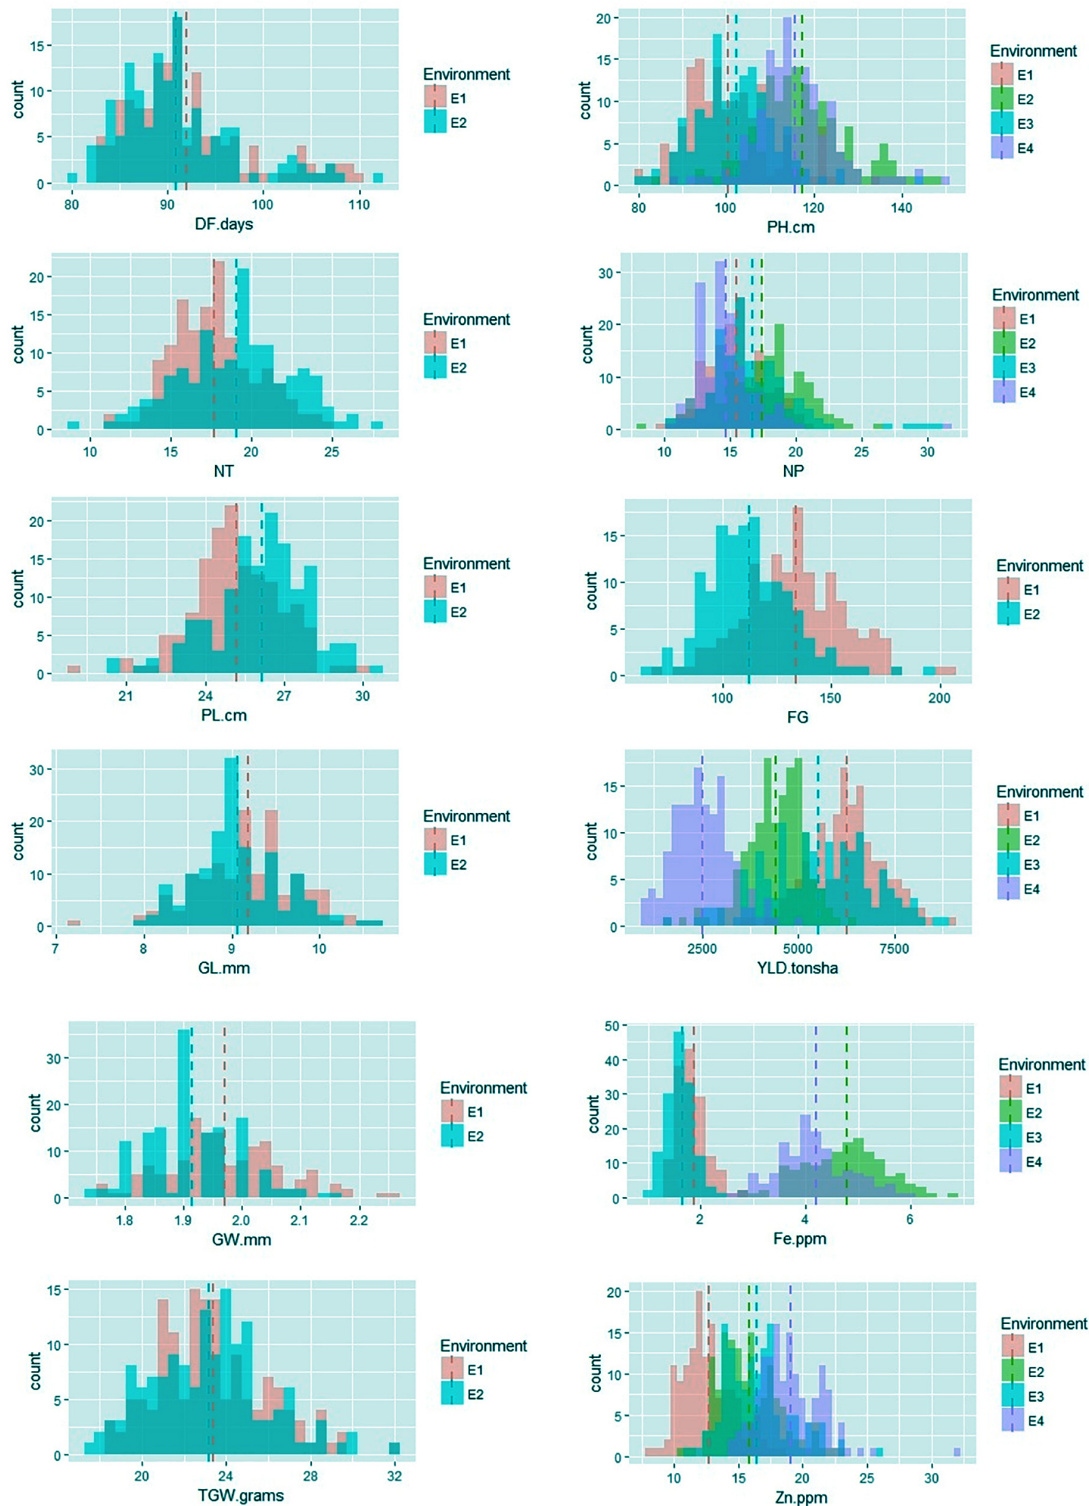 count
15
10
5
0
80
90
100
110
DF.days
Environment
E1
E2
count
20
15
10
5
0
80
100
120
140
PH.cm
Environment
E1
E2
E3
E4
count
20
15
10
5
0
10
15
20
25
NT
Environment
E1
E2
count
30
20
10
0
10
15
20
25
30
NP
Environment
E1
E2
E3
E4
count
20
15
10
5
0
21
24
27
30
PL.cm
Environment
E1
E2
count
15
10
5
0
100
150
200
FG
Environment
E1
E2
count
30
20
10
0
7
8
9
10
GL.mm
Environment
E1
E2
count
15
10
5
0
2500
5000
7500
YLD.tonsha
Environment
E1
E2
E3
E4
count
30
20
10
0
1.8
1.9
2.0
2.1
2.2
GW.mm
Environment
E1
E2
count
50
40
30
20
10
0
2
4
6
Fe.ppm
Environment
E1
E2
E3
E4
count
15
10
5
0
20
24
28
32
TGW.grams
Environment
E1
E2
count
20
15
10
5
0
10
15
20
25
30
Zn.ppm
Environment
E1
E2
E3
E4